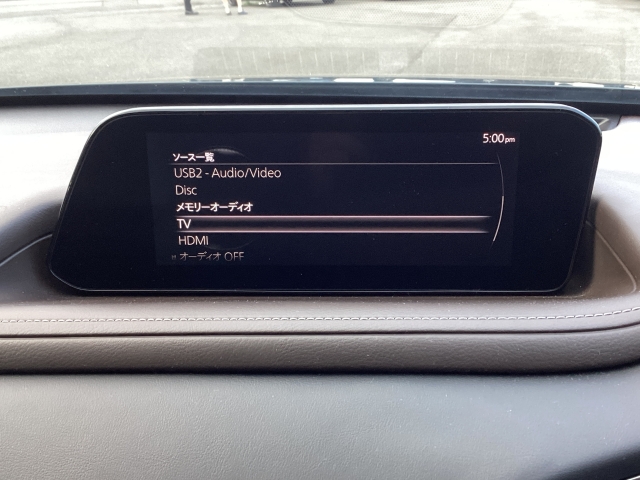 5:00pm
ソース一覧
USB2 - Audio/Video
Disc
メモリーオーディオ
TV
HDMI
オーディオ OFF